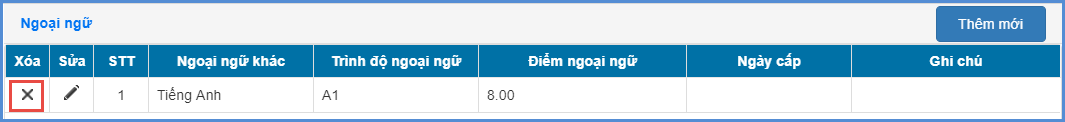 Ngoại ngữ
Thêm mới
Xóa Sửa STT Ngoại ngữ khác Trình độ ngoại ngữ Điểm ngoại ngữ Ngày cấp Ghi chú
1 Tiếng Anh A1 8.00